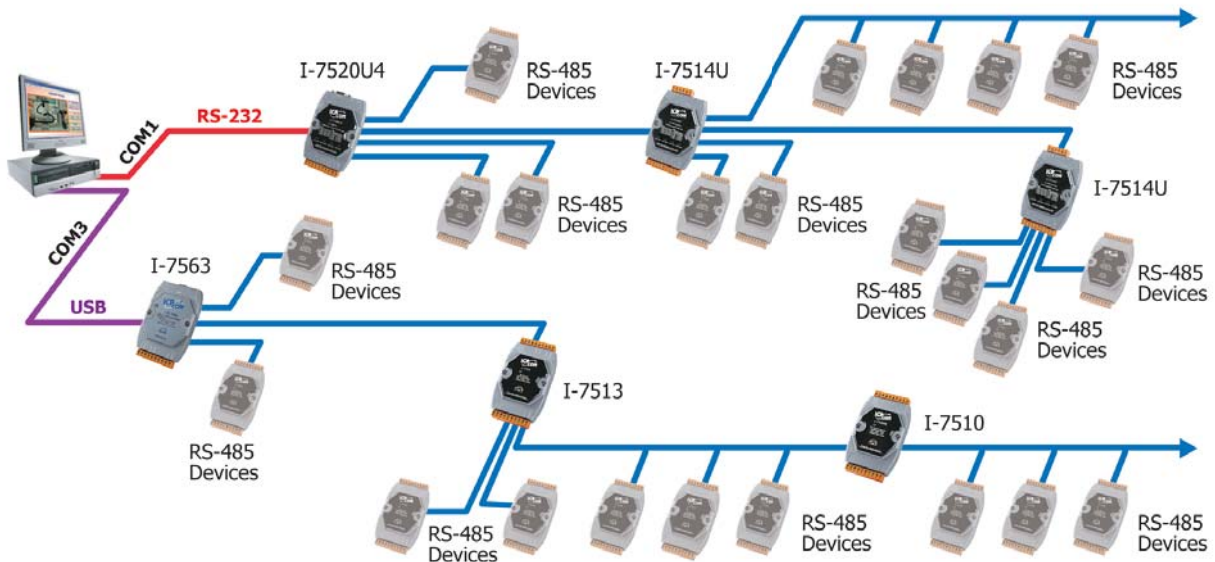 I-7520U4
RS-485
Devices
I-7514U
RS-485
Devices
COM1
RS-232
RS-485
Devices
RS-485
Devices
I-7514U
COM3
I-7563
RS-485
Devices
RS-485
Devices
RS-485
Devices
RS-485
Devices
USB
I-7513
I-7510
RS-485
Devices
RS-485
Devices
RS-485
Devices
RS-485
Devices